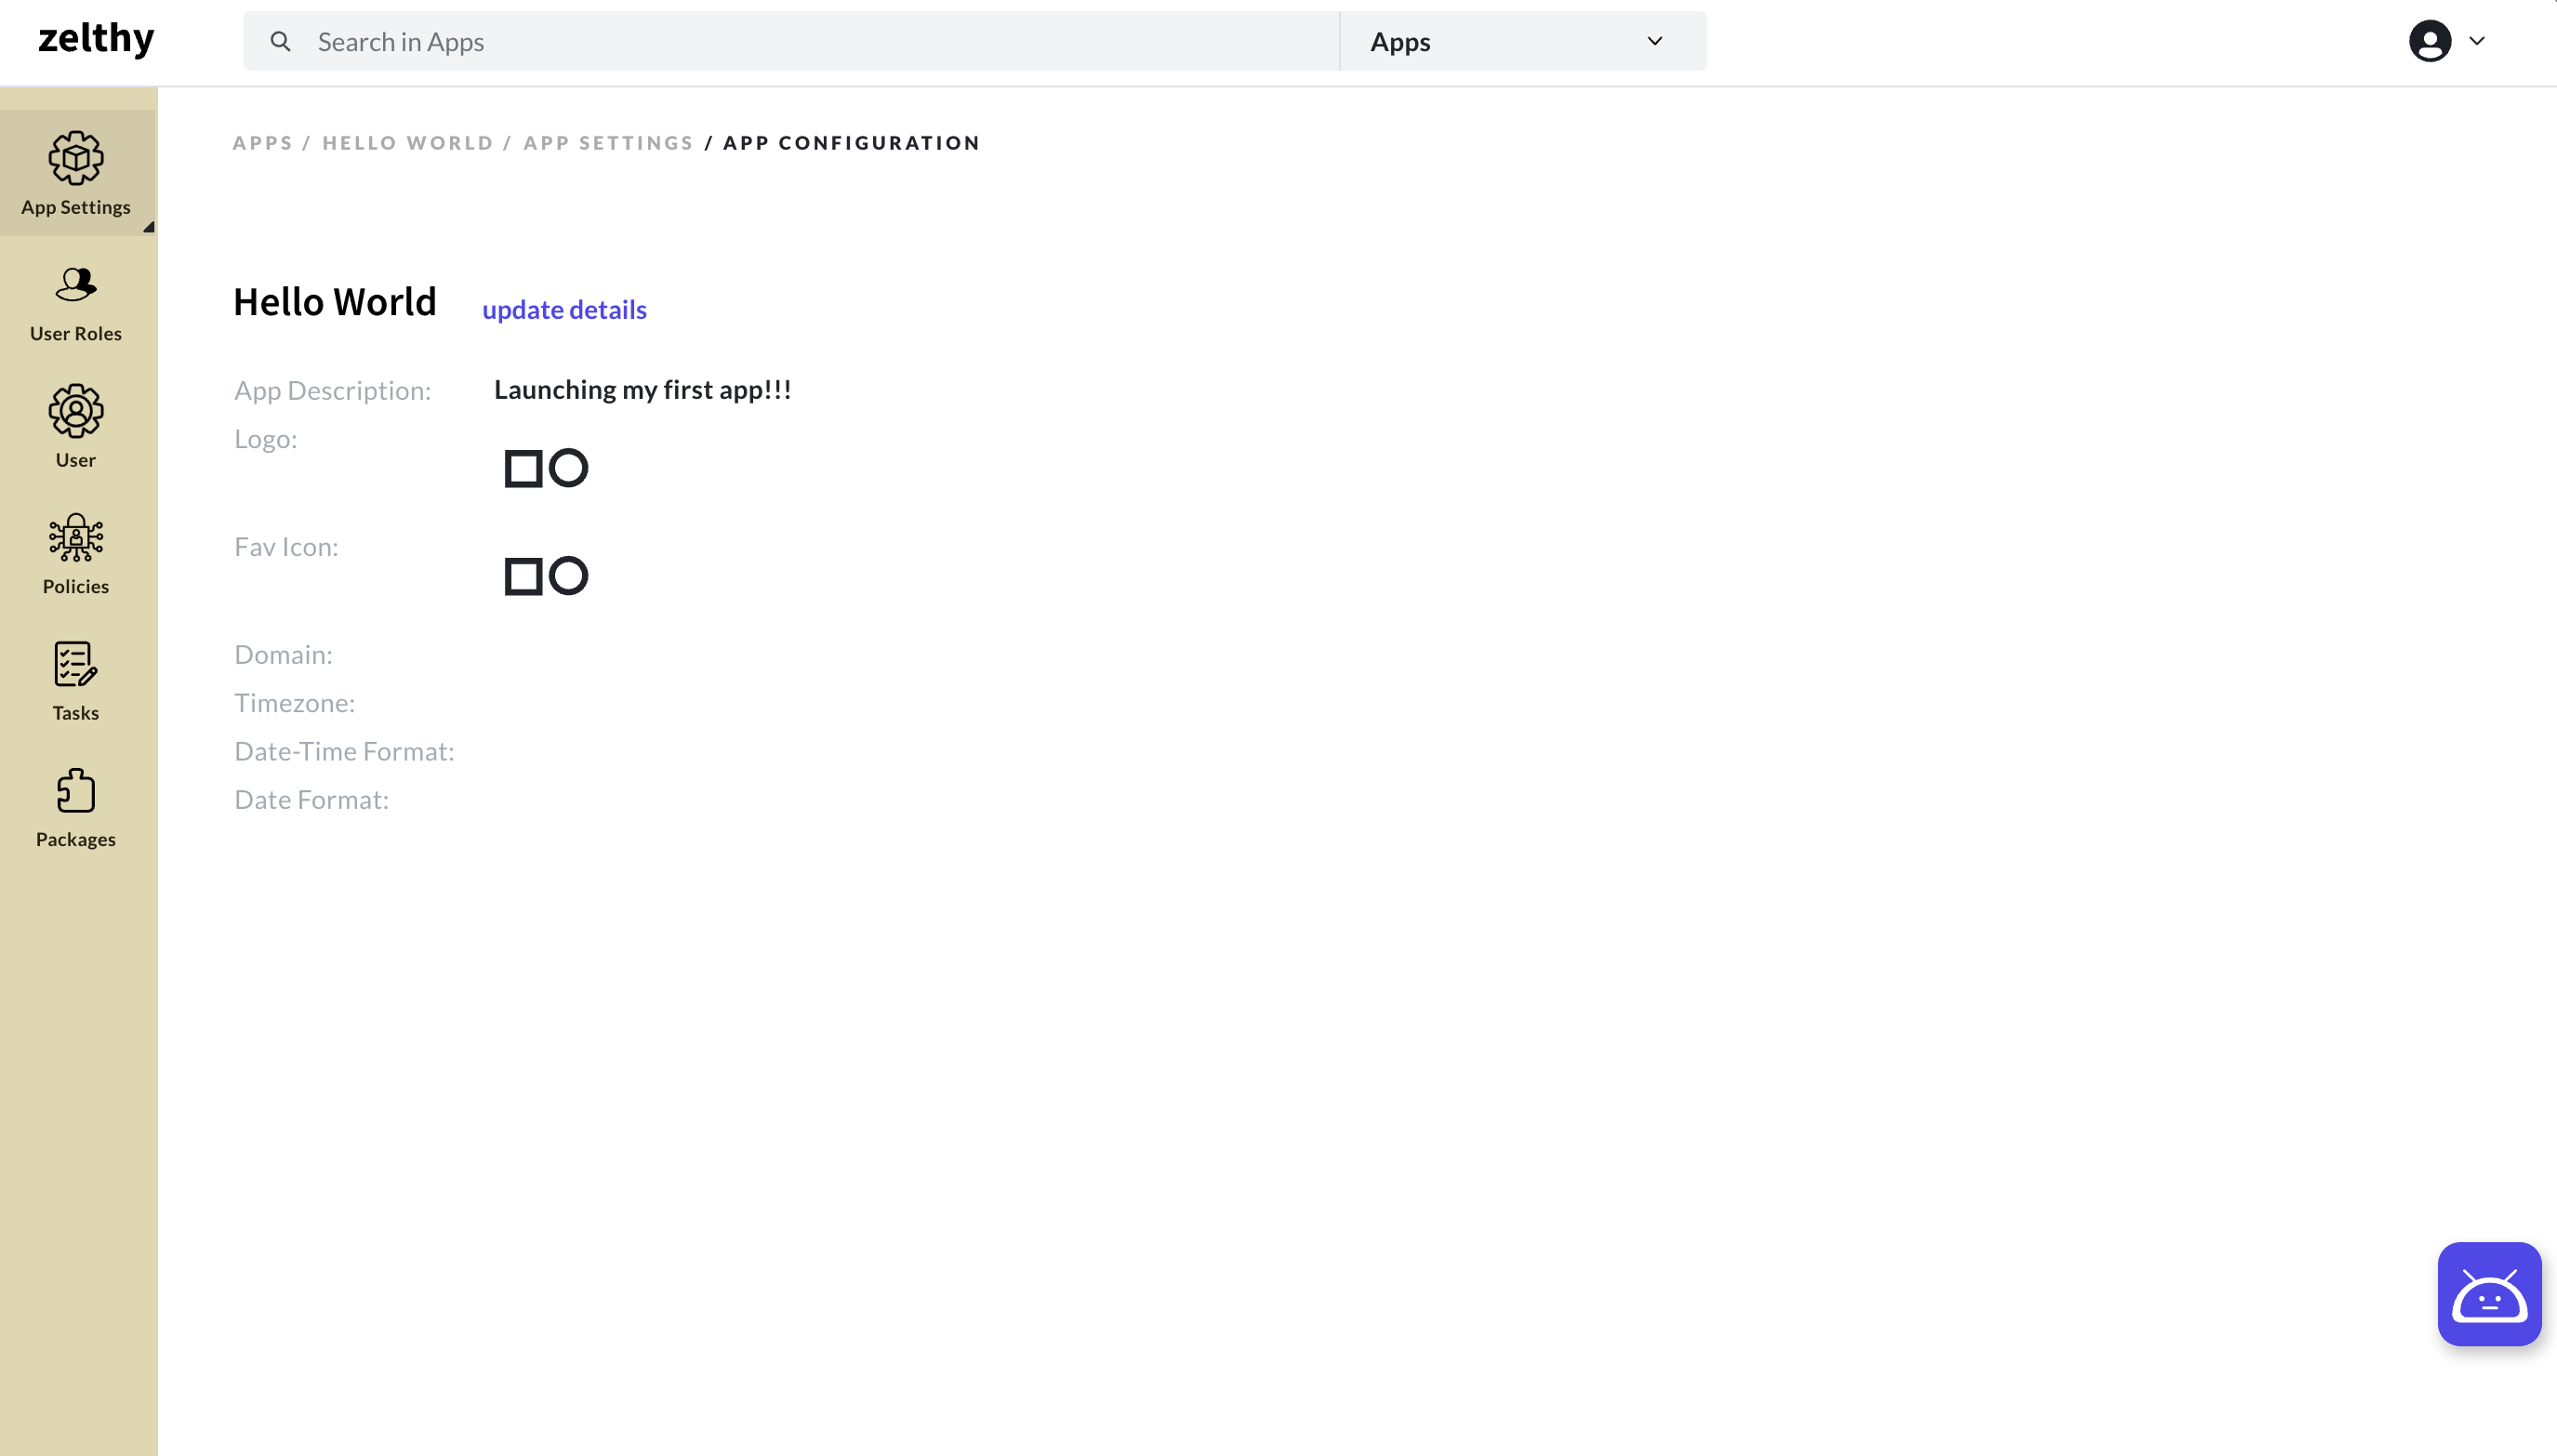 zelthy
Search in Apps
Apps
APPS / HELLO WORLD / APP SETTINGS / APP CONFIGURATION
App Settings
User Roles
User
Policies
Tasks
Packages
Hello World update details
App Description: Launching my first app!!!
Logo:
Fav Icon:
Domain:
Timezone:
Date-Time Format:
Date Format: